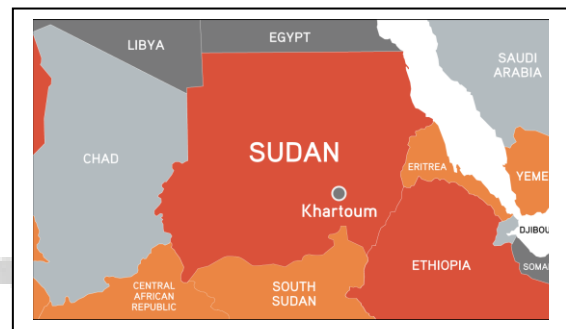 LIBYA
EGYPT
SAUDI
ARABIA
CHAD
SUDAN
ERITREA
YEME
Khartoum
DJIBOU
ETHIOPIA
SOMA
CENTRAL
AFRICAN
REPUBLIC
SOUTH
SUDAN